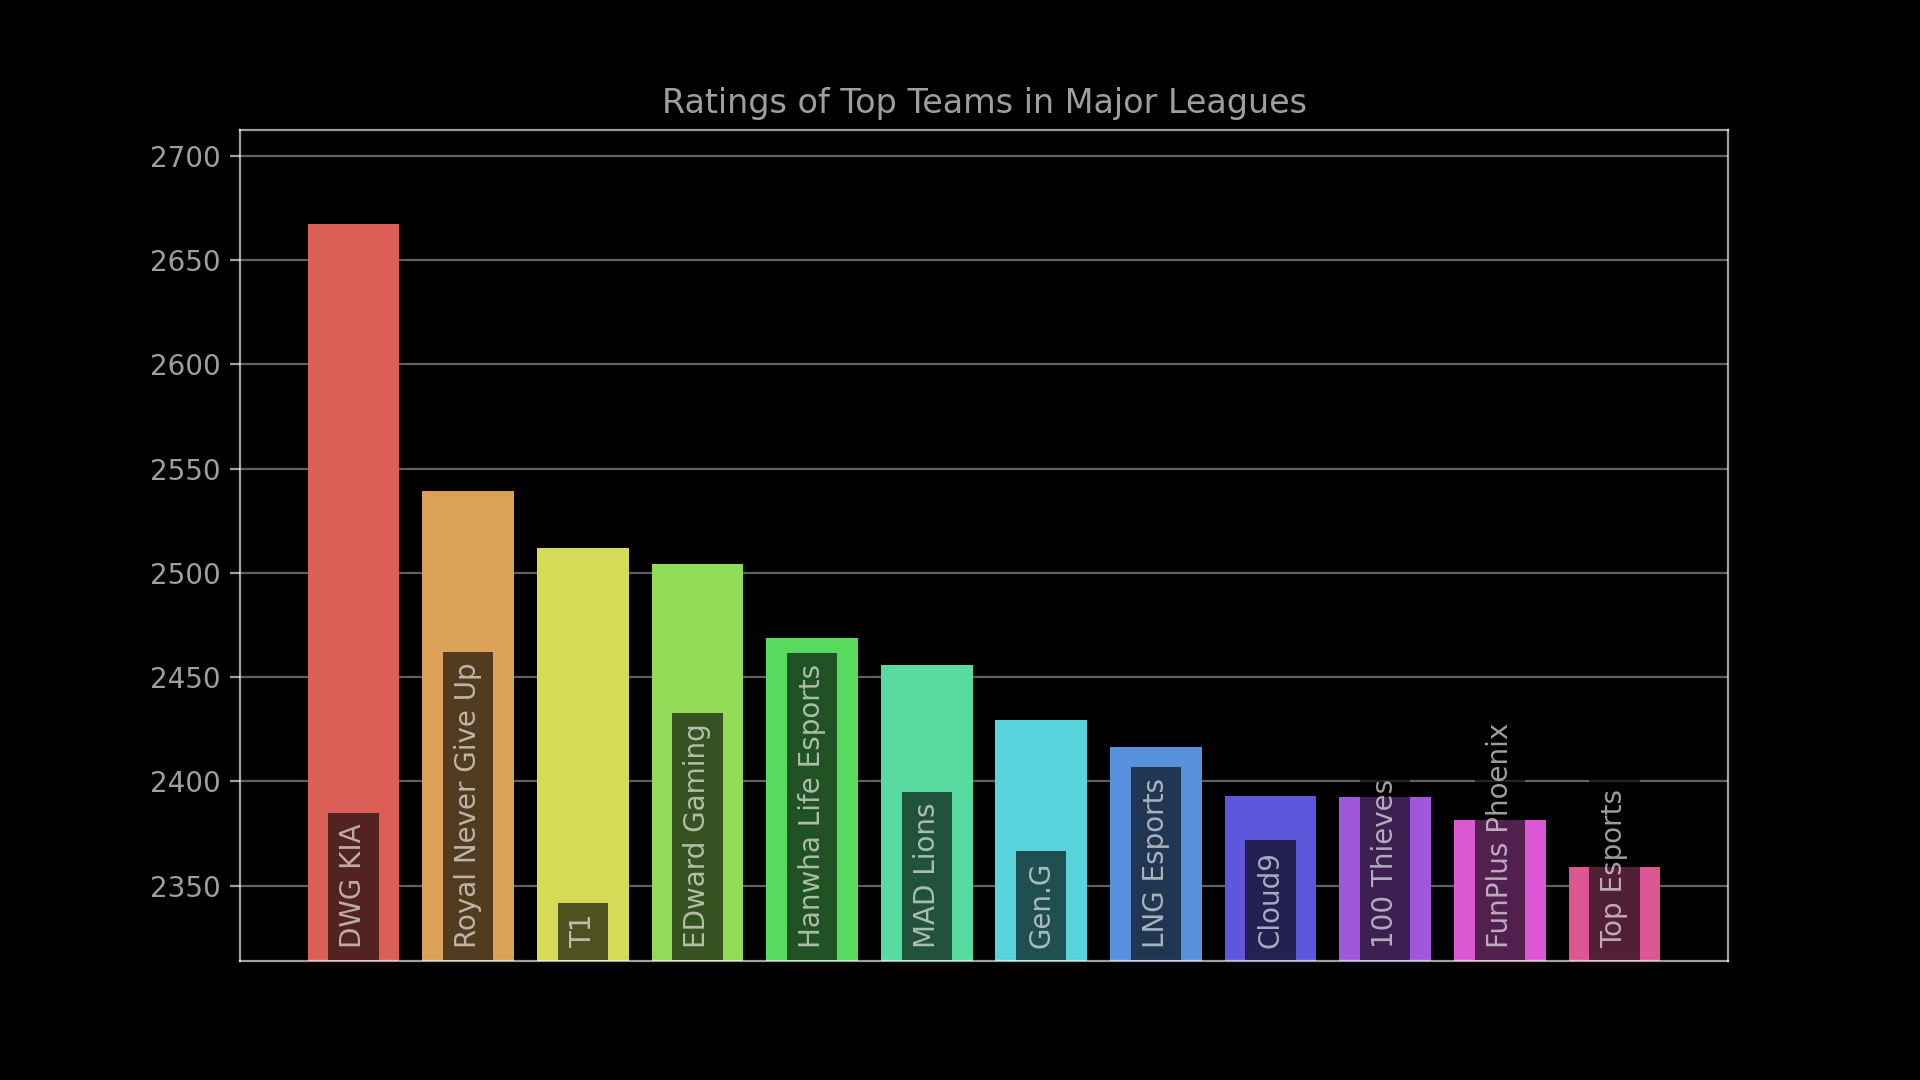 Ratings of Top Teams in Major Leagues
2700
2650
2600
2550
2500
2450
2400
2350
DWG KIA
Royal Never Give Up
T1
EDward Gaming
Hanwha Life Esports
MAD Lions
Gen.G
LNG Esports
Cloud9
100 Thieves
FunPlus Phoenix
Top Esports